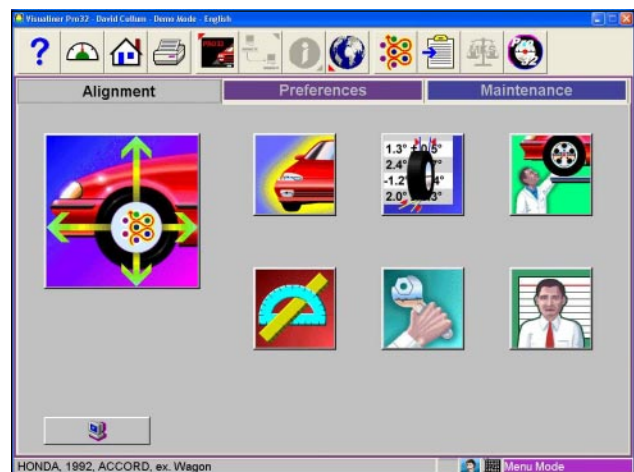 Visualiner Pro32 - David Collum - Demo Mode - English
?
PRO32
Alignment
Preferences
Maintenance
1.3°
2.4°
-1.2°
2.0°
HONDA, 1992, ACCORD, ex. Wagon
Menu Mode